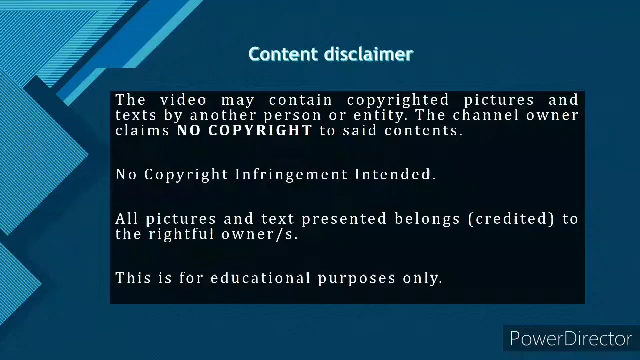 Content disclaimer
The video may contain copyrighted pictures and
texts by another person or entity. The channel owner
claims NO COPYRIGHT to said contents.
No Copyright Infringement Intended.
All pictures and text presented belongs (credited) to
the rightful owner/s.
This is for educational purposes only.
PowerDirector